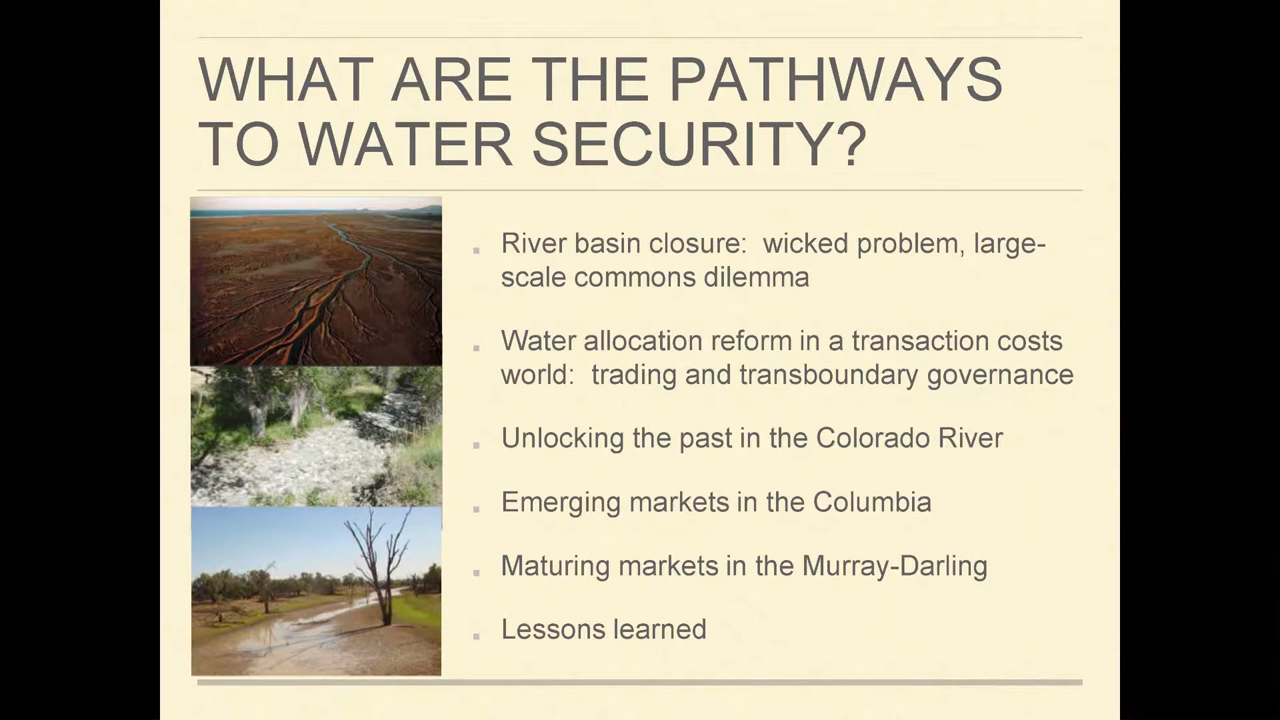 WHAT ARE THE PATHWAYS
TO WATER SECURITY?
River basin closure:  wicked problem, large-
scale commons dilemma
Water allocation reform in a transaction costs
world:  trading and transboundary governance
Unlocking the past in the Colorado River
Emerging markets in the Columbia
Maturing markets in the Murray-Darling
Lessons learned